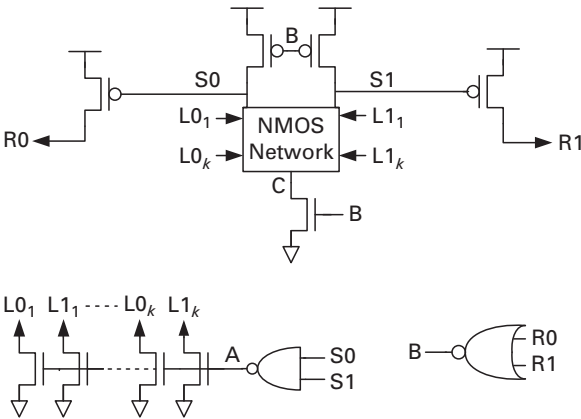 B
S0
S1
L0₁
NMOS
Network
L1₁
R0
L0ₖ
L1ₖ
R1
C
B
L0₁ L1₁ ---- L0ₖ L1ₖ
A
S0
S1
B
R0
R1